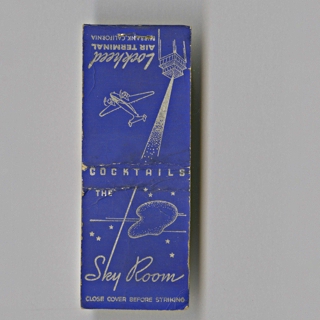 Lockheed
AIR TERMINAL
BURBANK, CALIFORNIA
COCKTAILS
THE
Sky Room
CLOSE COVER BEFORE STRIKING